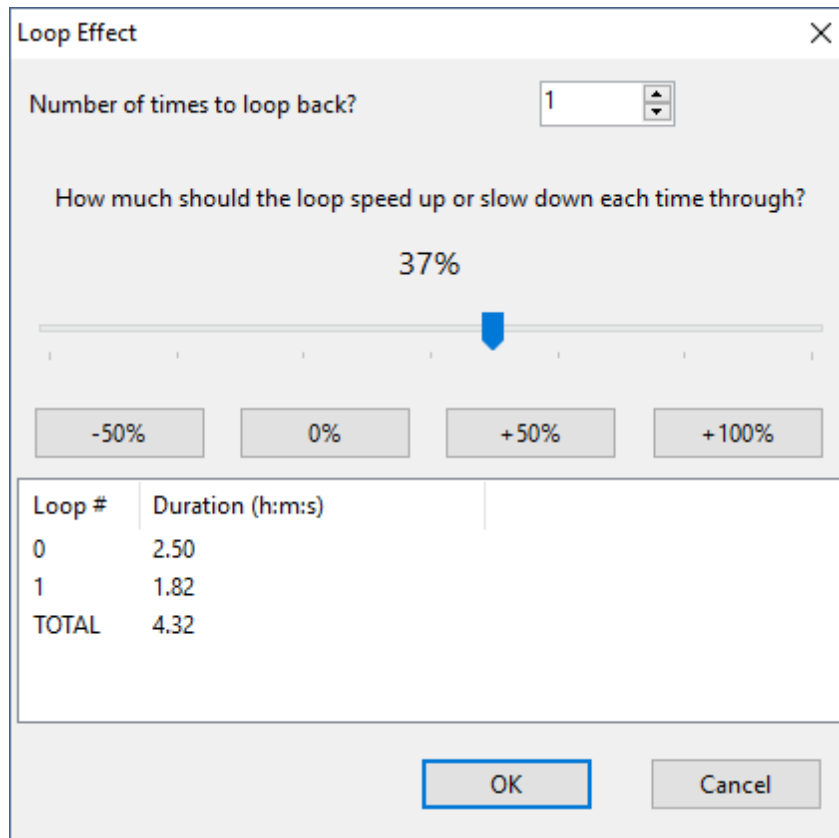 Loop Effect
Number of times to loop back? 1
How much should the loop speed up or slow down each time through?
37%
-50% 0% +50% +100%
Loop # Duration (h:m:s)
0 2.50
1 1.82
TOTAL 4.32
OK Cancel